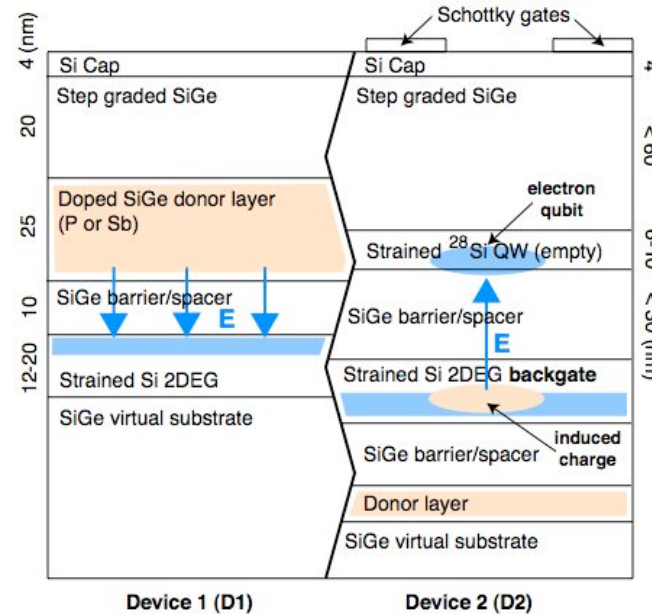 Schottky gates
4 (nm)
Si Cap
Step graded SiGe
20
Doped SiGe donor layer
(P or Sb)
25
SiGe barrier/spacer
10
E
12-20
Strained Si 2DEG
SiGe virtual substrate
Device 1 (D1)
Si Cap
4
Step graded SiGe
electron
qubit
Strained 28Si QW (empty)
SiGe barrier/spacer
E
Strained Si 2DEG backgate
induced
charge
SiGe barrier/spacer
Donor layer
SiGe virtual substrate
Device 2 (D2)